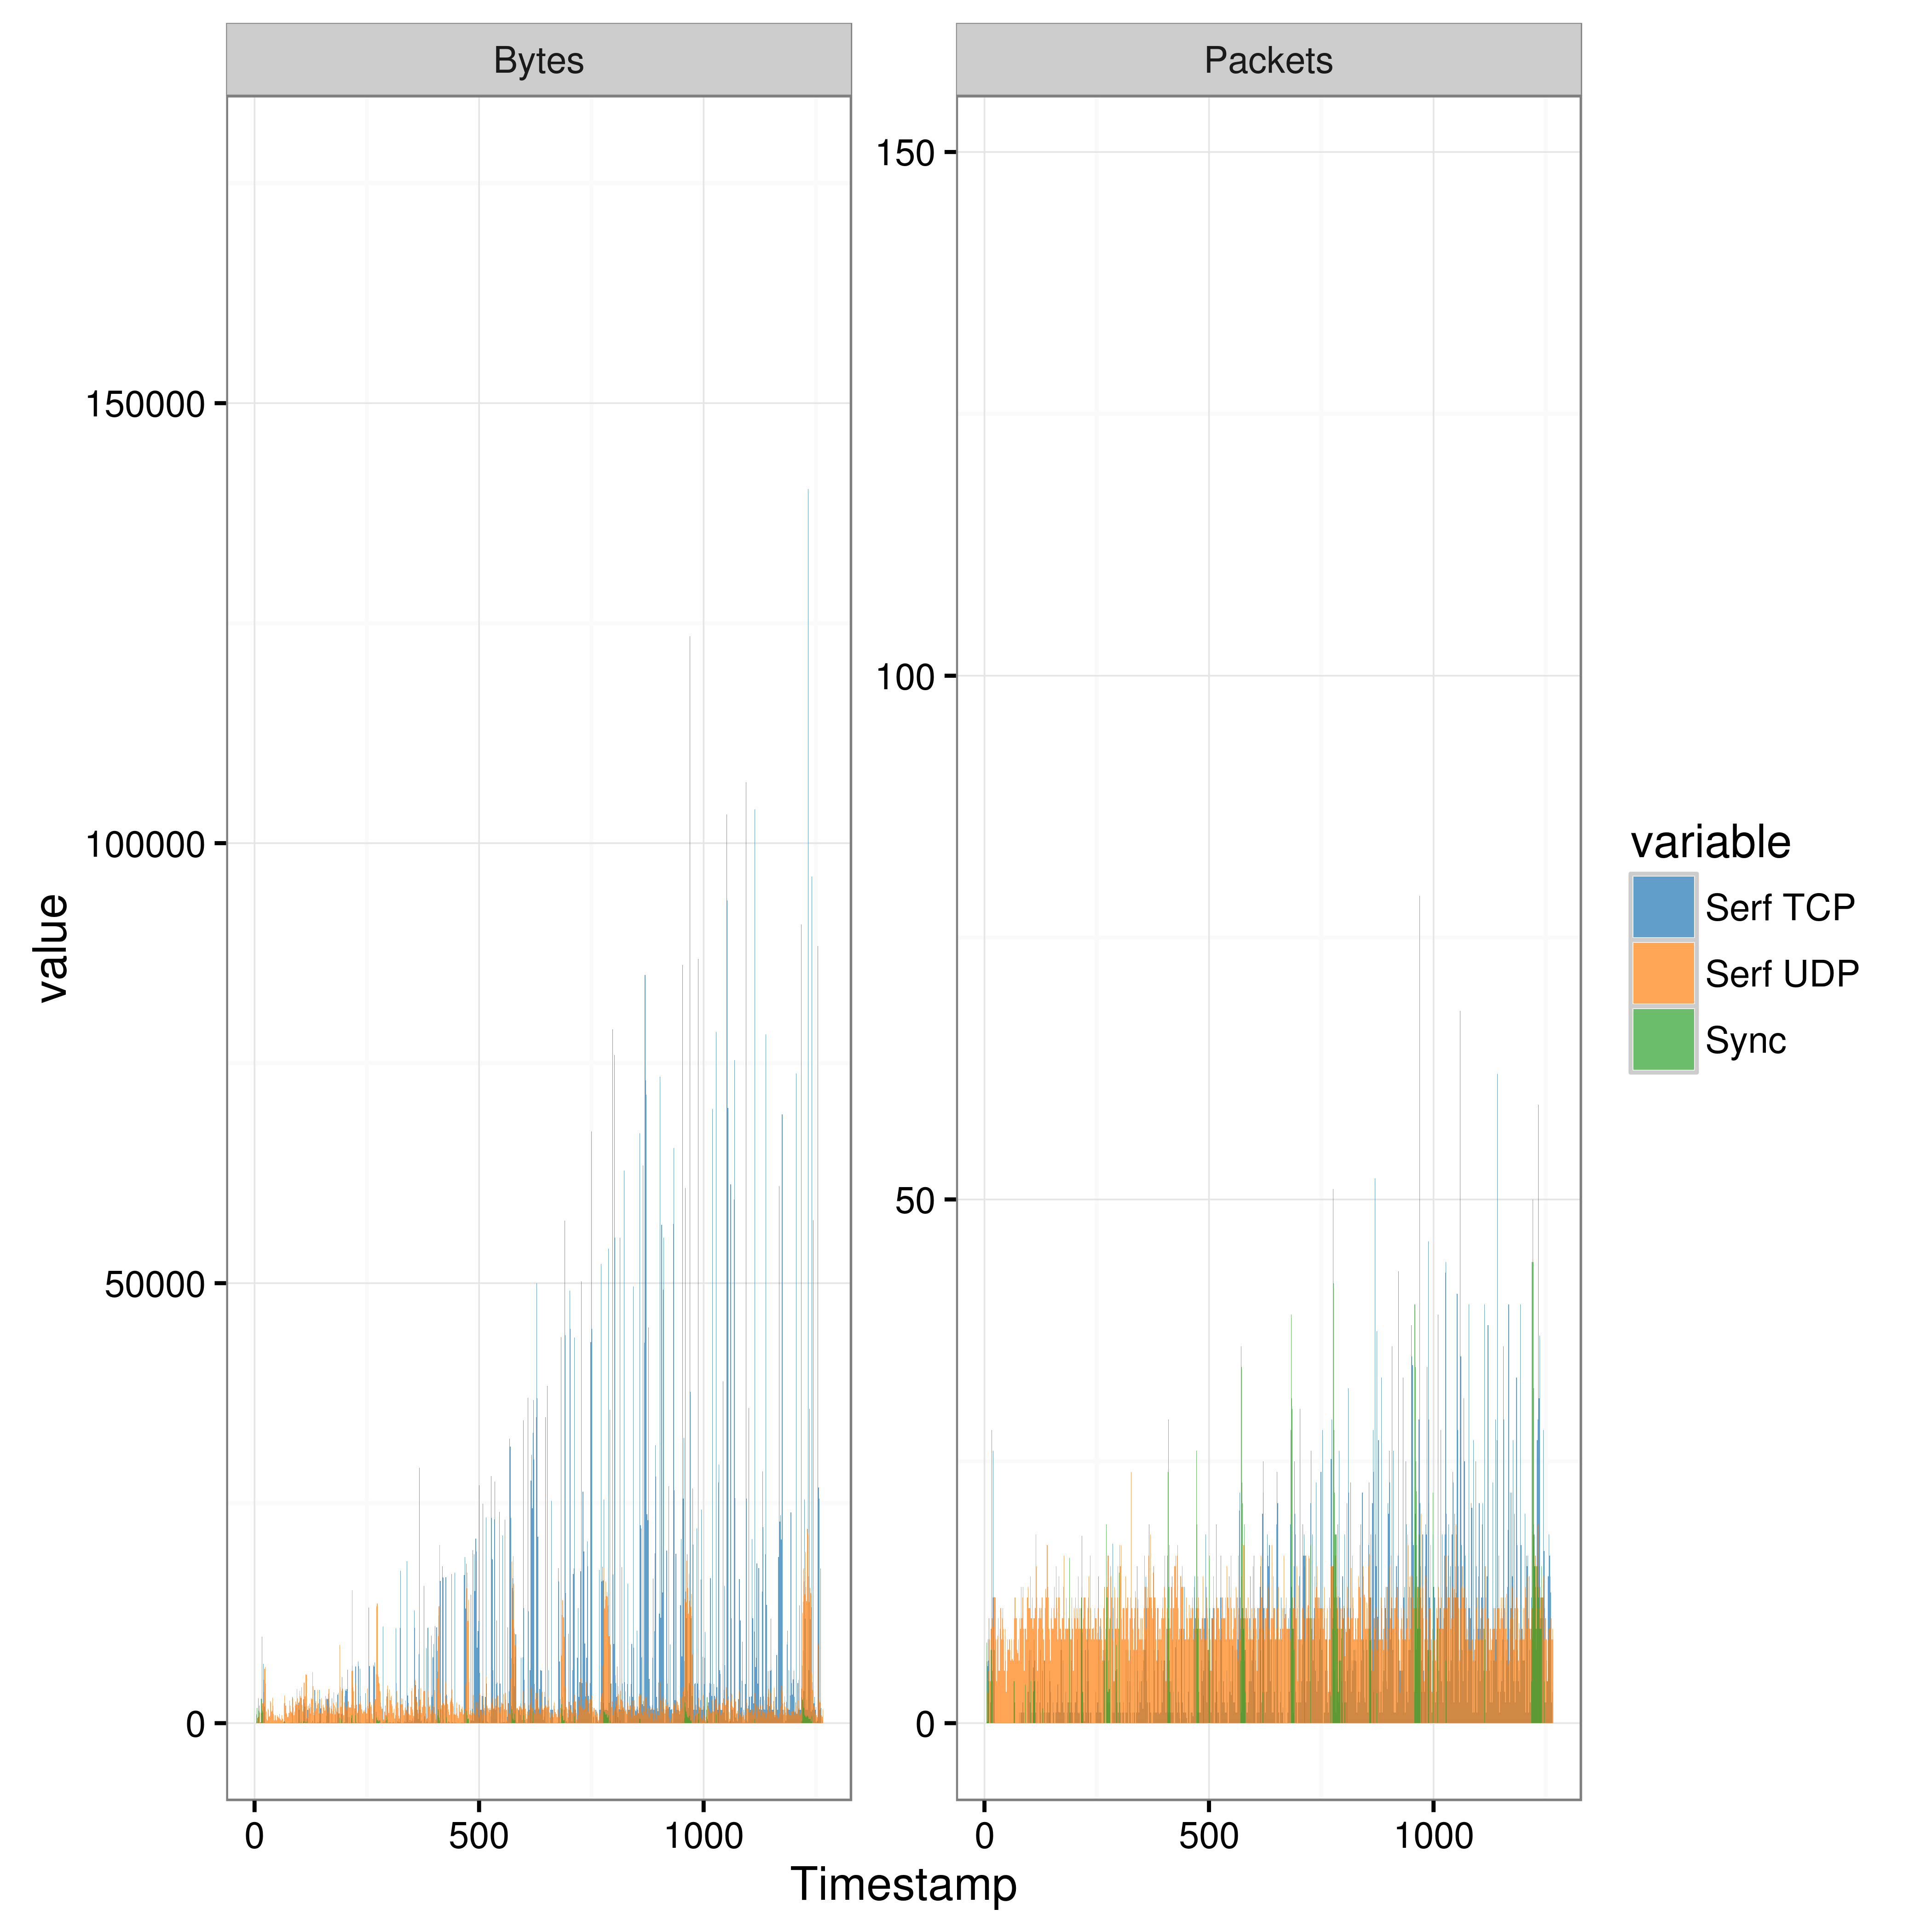 Bytes
Packets
150000
100000
50000
0
150
100
50
0
0 500 1000
0 500 1000
Timestamp
value
variable
Serf TCP
Serf UDP
Sync